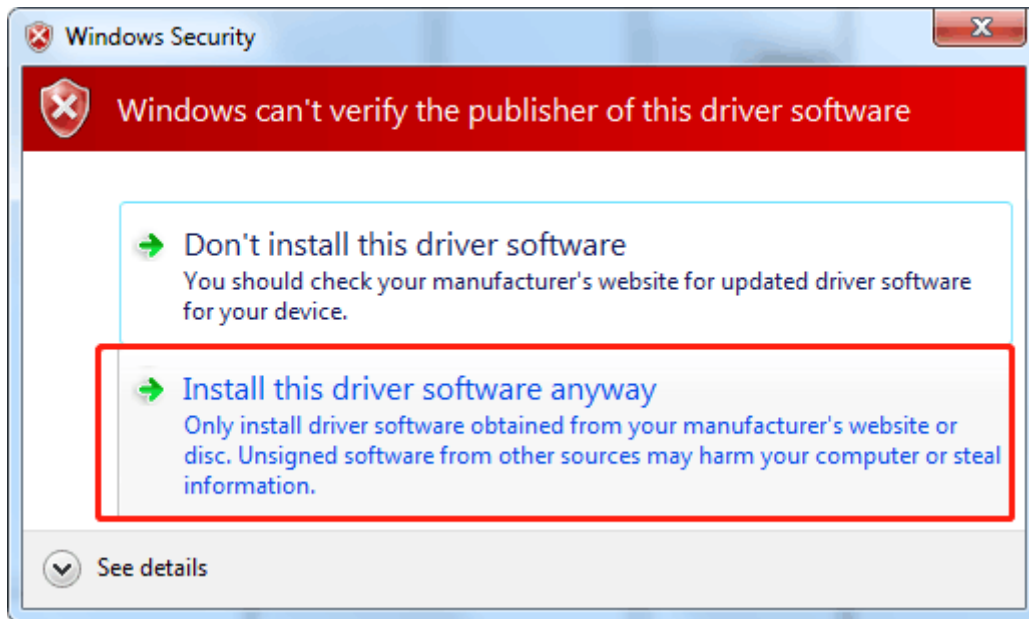 Windows Security
Windows can't verify the publisher of this driver software
Don't install this driver software
You should check your manufacturer's website for updated driver software
for your device.
Install this driver software anyway
Only install driver software obtained from your manufacturer's website or
disc. Unsigned software from other sources may harm your computer or steal
information.
See details